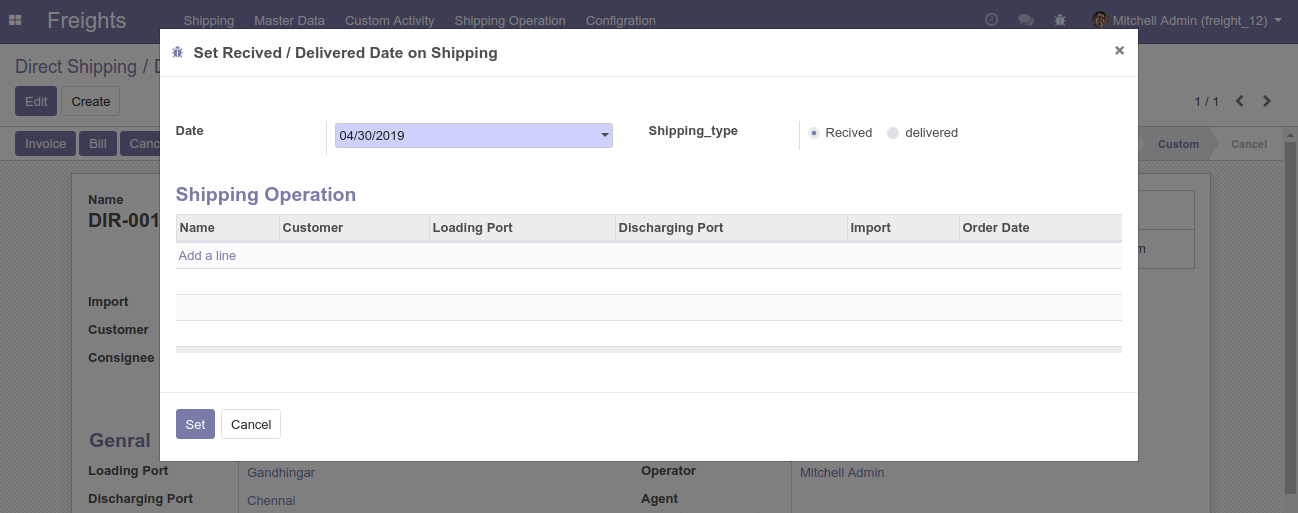 Freights Shipping Master Data Custom Activity Shipping Operation Configration Mitchell Admin (freight_12)
Set Recived / Delivered Date on Shipping ×
Direct Shipping /
Edit Create 1 / 1
Date 04/30/2019 Shipping_type Recived delivered
Invoice Bill Custom Cancel
Shipping Operation
Name
DIR-001
Name Customer Loading Port Discharging Port Import Order Date
Add a line
Import
Customer
Consignee
Set Cancel
Genral
Loading Port Gandhingar Operator Mitchell Admin
Discharging Port Chennai Agent